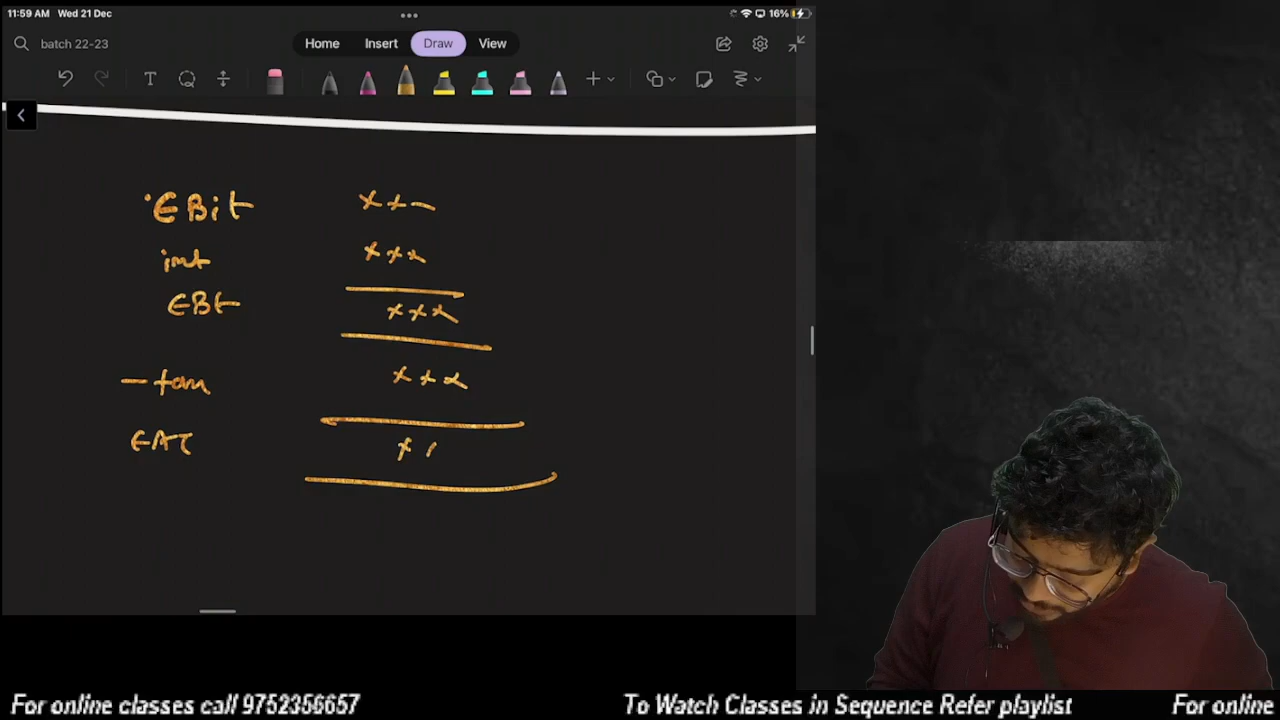 11:59 AM Wed 21 Dec
16%
batch 22-23
Home Insert Draw View
EBit xx
int xxx
EBt xxx
- tax xxx
EAT x
For online classes call 9752356657 To Watch Classes in Sequence Refer playlist For online